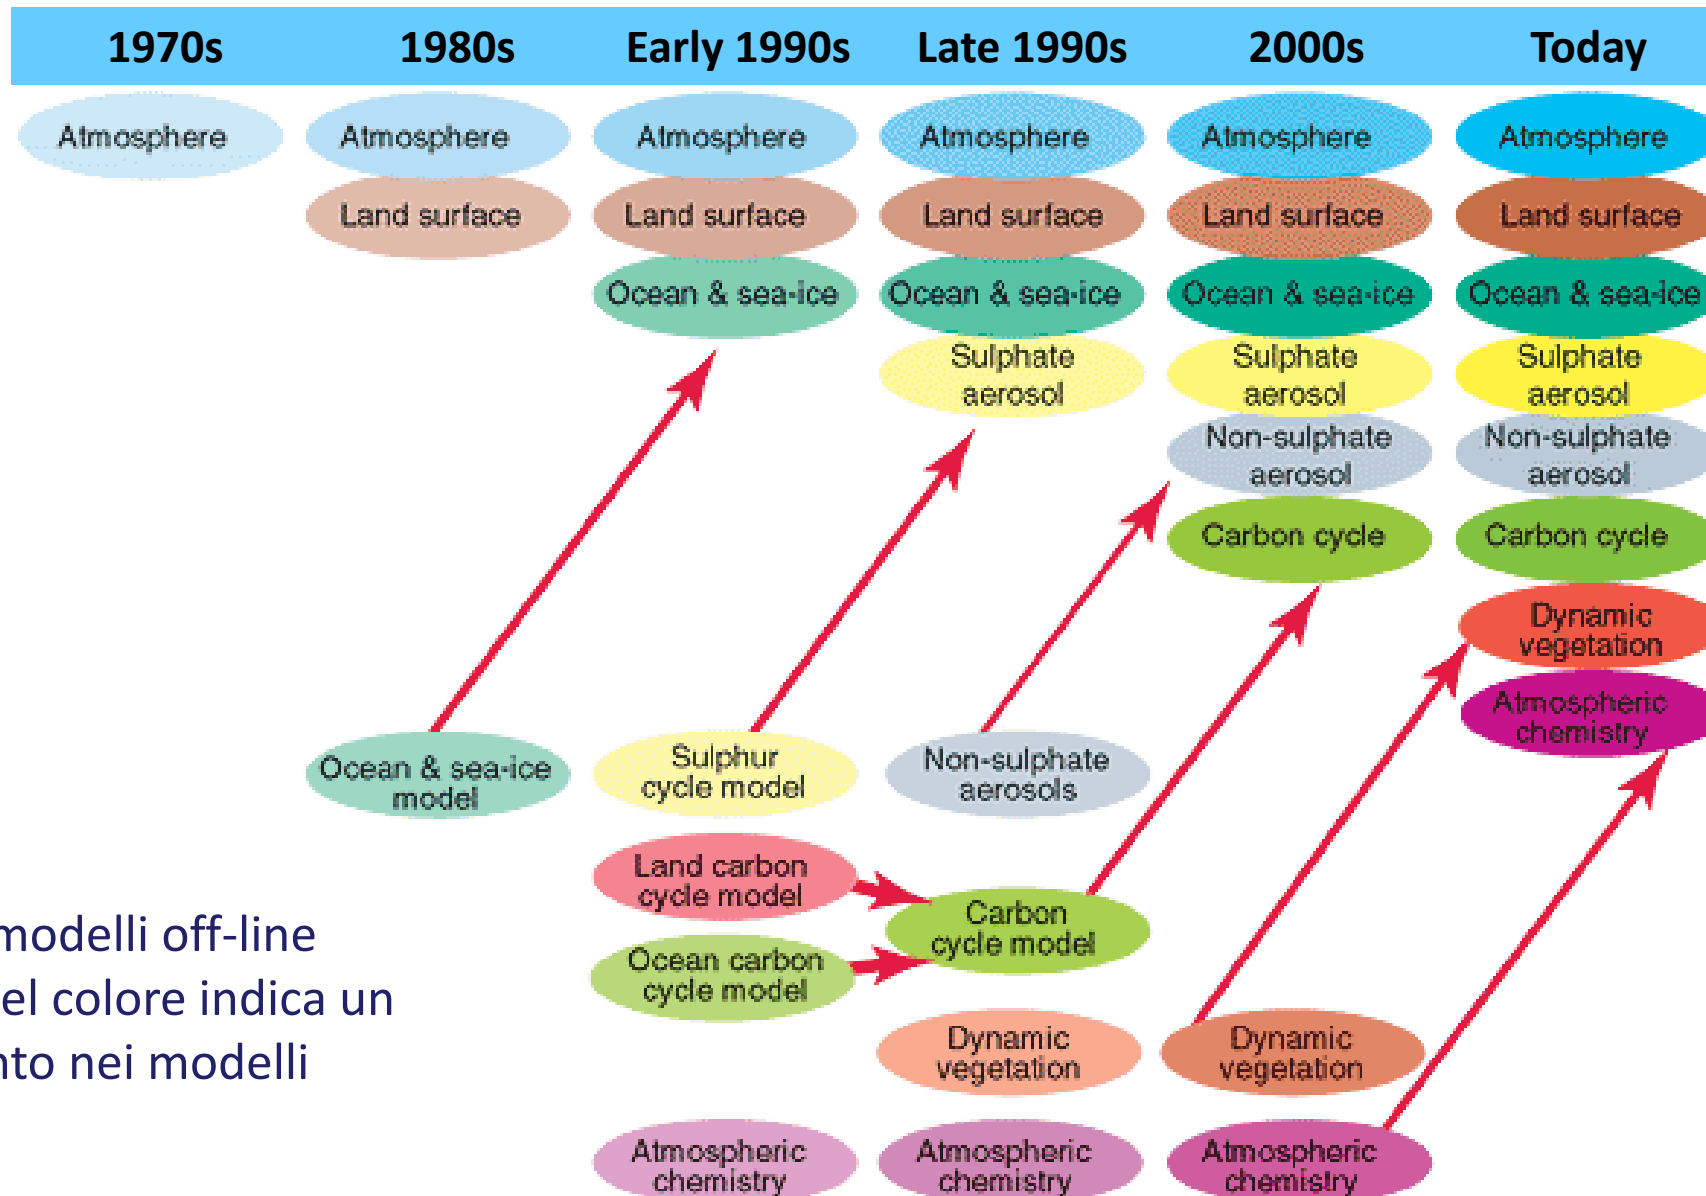 1970s 1980s Early 1990s Late 1990s 2000s Today
Atmosphere Atmosphere Atmosphere Atmosphere Atmosphere Atmosphere
Land surface Land surface Land surface Land surface Land surface
Ocean & sea-ice Ocean & sea-ice Ocean & sea-ice Ocean & sea-ice
Sulphate Sulphate Sulphate
aerosol aerosol aerosol
Non-sulphate Non-sulphate
aerosol aerosol
Carbon cycle Carbon cycle
Dynamic
vegetation
Atmospheric
chemistry
Ocean & sea-ice
model
Sulphur
cycle model
Non-sulphate
aerosols
Land carbon
cycle model
Carbon
cycle model
Ocean carbon
cycle model
modelli off-line
el colore indica un
nto nei modelli
Dynamic
vegetation
Dynamic
vegetation
Atmospheric
chemistry
Atmospheric
chemistry
Atmospheric
chemistry